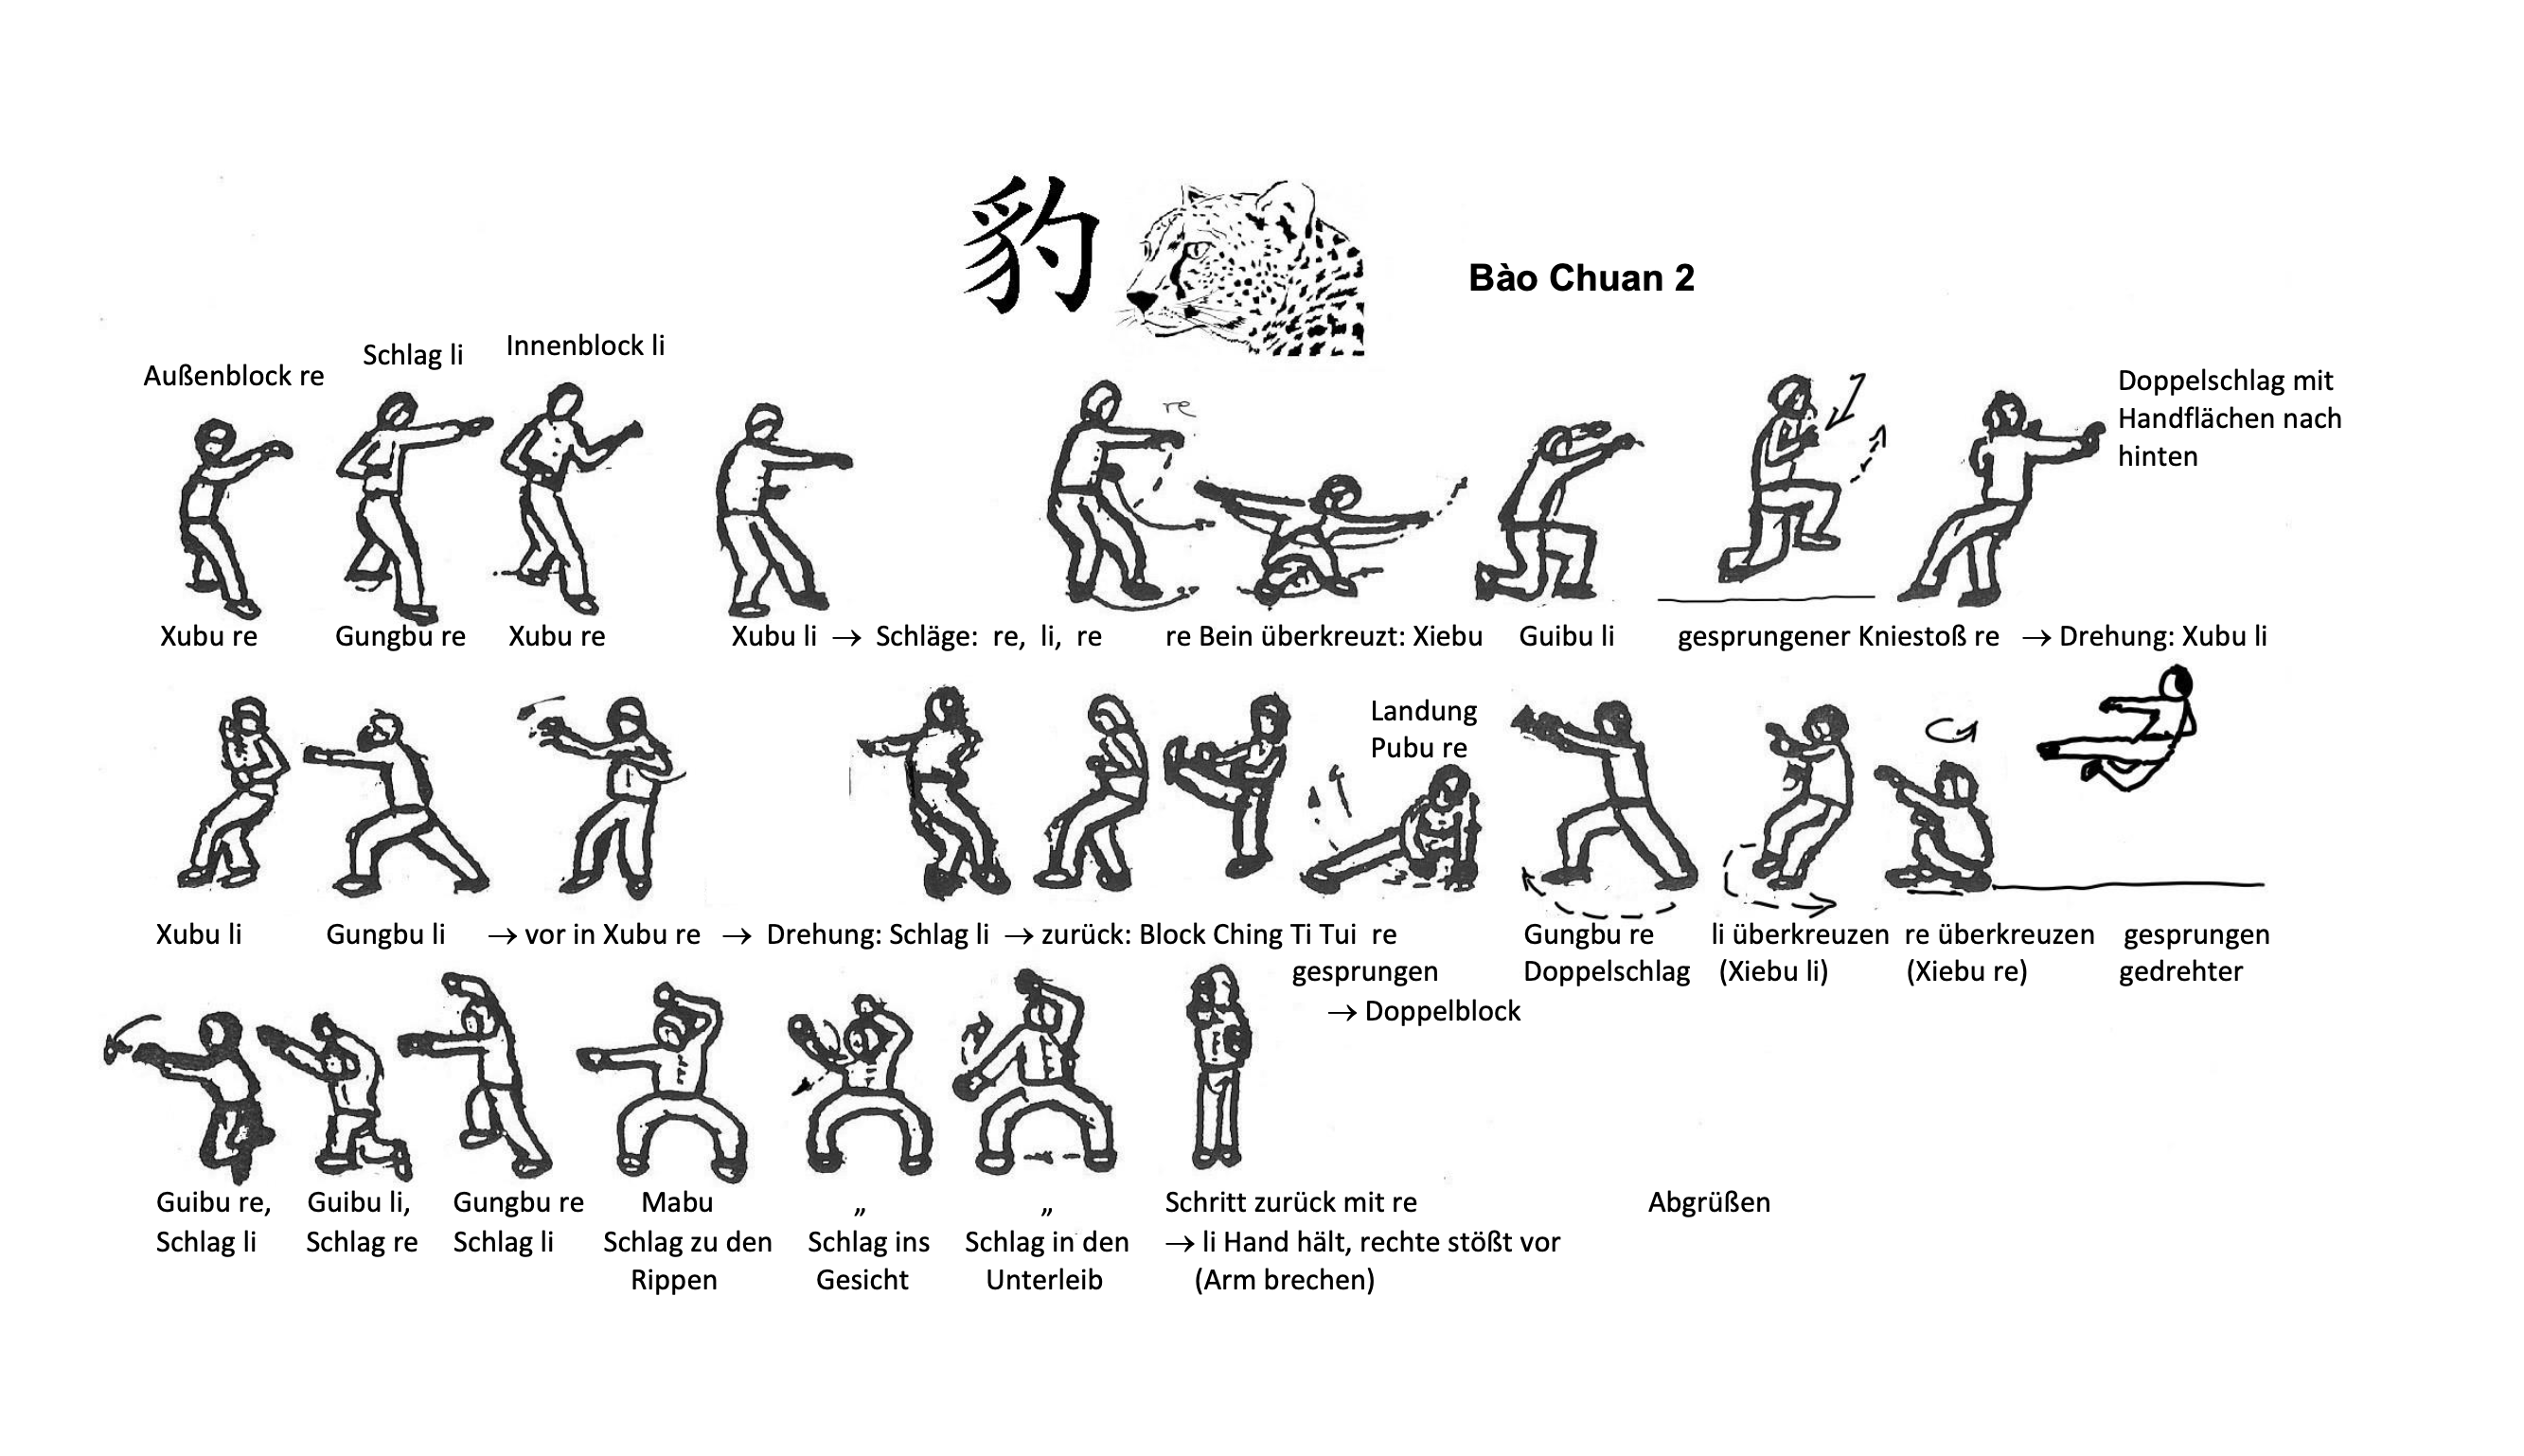 豹
Bào Chuan 2
Außenblock re
Schlag li
Innenblock li
re
Doppelschlag mit
Handflächen nach
hinten
Xubu re Gungbu re Xubu re Xubu li → Schläge: re, li, re re Bein überkreuzt: Xiebu Guibu li gesprungener Kniestoß re → Drehung: Xubu li
Landung
Pubu re
Xubu li Gungbu li → vor in Xubu re → Drehung: Schlag li → zurück: Block Ching Ti Tui re Gungbu re li überkreuzen re überkreuzen gesprungen
gesprungen Doppelschlag (Xiebu li) (Xiebu re) gedrehter
→ Doppelblock
Guibu re, Guibu li, Gungbu re Mabu „ „ Schritt zurück mit re Abgrüßen
Schlag li Schlag re Schlag li Schlag zu den Schlag ins Schlag in den → li Hand hält, rechte stößt vor
Rippen Gesicht Unterleib (Arm brechen)